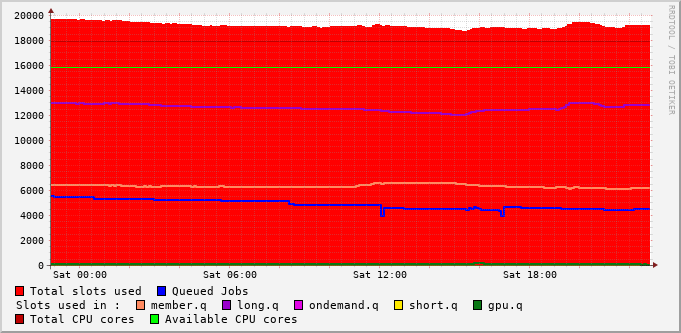 20000
18000
16000
14000
12000
10000
8000
6000
4000
2000
0
Sat 00:00 Sat 06:00 Sat 12:00 Sat 18:00
RRDTOOL / TOBI OETIKER
Total slots used Queued Jobs
Slots used in : member.q long.q ondemand.q short.q gpu.q
Total CPU cores Available CPU cores